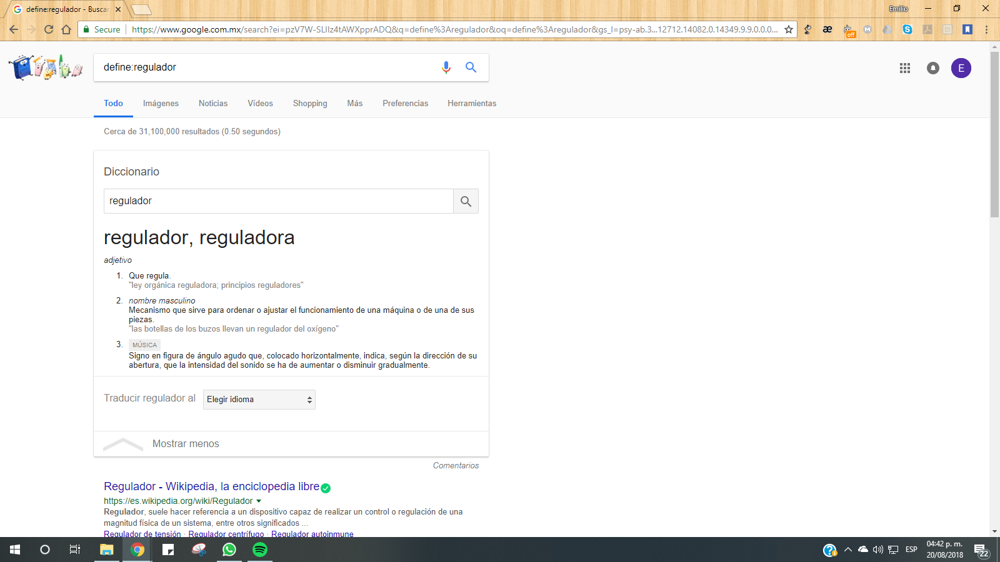 define:regulador - Buscar
Emilio
Secure
https://www.google.com.mx/search?ei=pzV7W-SLIIz4tAWXpprADQ&q=define%3Aregulador&oq=define%3Aregulador&gs_l=psy-ab.3...12712.14082.0.14349.9.9.0.0.0...
off
define:regulador
E
Todo Imágenes Noticias Vídeos Shopping Más Preferencias Herramientas
Cerca de 31,100,000 resultados (0.50 segundos)
Diccionario
regulador
regulador, reguladora
adjetivo
1. Que regula.
"ley orgánica reguladora; principios reguladores"
2. nombre masculino
Mecanismo que sirve para ordenar o ajustar el funcionamiento de una máquina o de una de sus
piezas.
"las botellas de los buzos llevan un regulador del oxígeno"
3. MÚSICA
Signo en figura de ángulo agudo que, colocado horizontalmente, indica, según la dirección de su
abertura, que la intensidad del sonido se ha de aumentar o disminuir gradualmente.
Traducir regulador al Elegir idioma
Mostrar menos
Comentarios
Regulador - Wikipedia, la enciclopedia libre
https://es.wikipedia.org/wiki/Regulador
Regulador, suele hacer referencia a un dispositivo capaz de realizar un control o regulación de una
magnitud física de un sistema, entre otros significados ...
Regulador de tensión · Regulador centrífugo · Regulador autoinmune
ESP
04:42 p. m.
20/08/2018
22